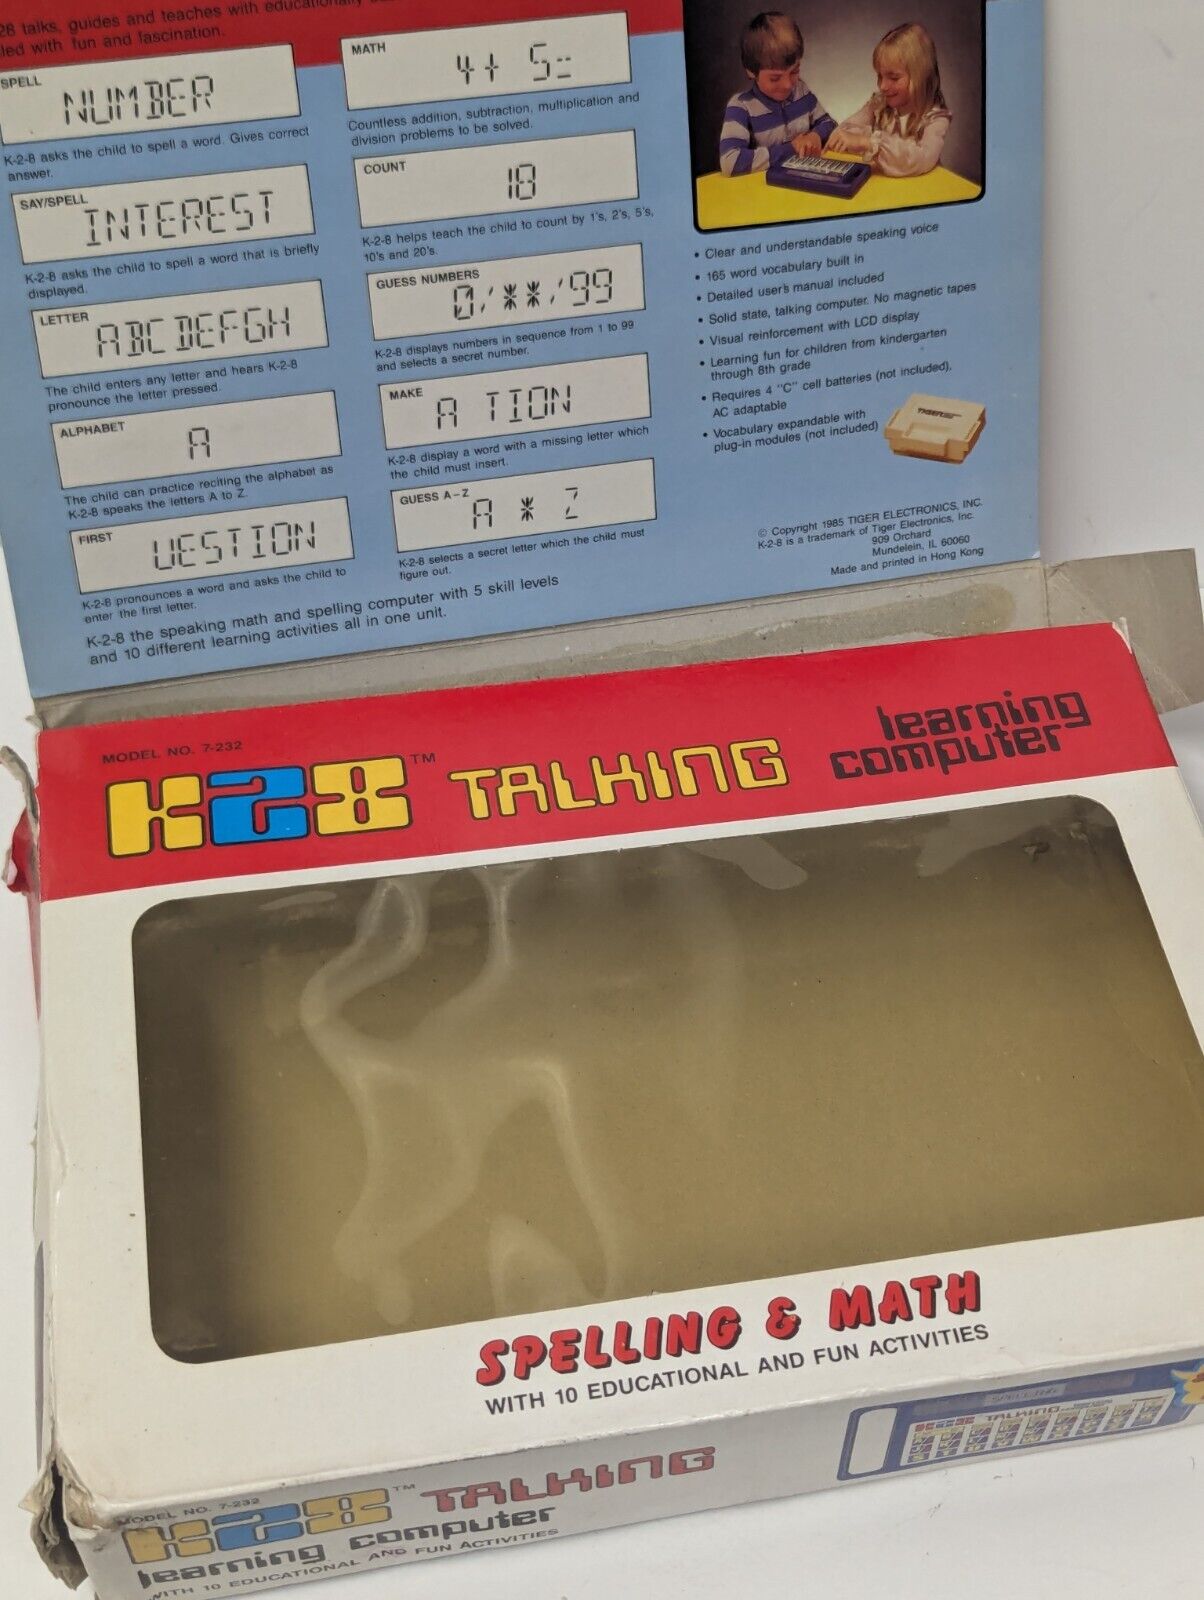 28 talks, guides and teaches with educationally
led with fun and fascination.
SPELL
NUMBER
K-2-8 asks the child to spell a word. Gives correct
answer.
SAY/SPELL
INTEREST
K-2-8 asks the child to spell a word that is briefly
displayed.
LETTER
ABCDEFGH
The child enters any letter and hears K-2-8
pronounce the letter pressed.
ALPHABET
A
The child can practice reciting the alphabet as
K-2-8 speaks the letters A to Z.
FIRST
UESTION
K-2-8 pronounces a word and asks the child to
enter the first letter.
MATH
4+ 5=
Countless addition, subtraction, multiplication and
division problems to be solved.
COUNT
18
K-2-8 helps teach the child to count by 1's, 2's, 5's,
10's and 20's.
GUESS NUMBERS
0/**/99
K-2-8 displays numbers in sequence from 1 to 99
and selects a secret number.
MAKE
A TION
K-2-8 display a word with a missing letter which
the child must insert.
GUESS A-Z
A * Z
K-2-8 selects a secret letter which the child must
figure out.
K-2-8 the speaking math and spelling computer with 5 skill levels
and 10 different learning activities all in one unit.
• Clear and understandable speaking voice
• 165 word vocabulary built in
• Detailed user's manual included
• Solid state, talking computer. No magnetic tapes
• Visual reinforcement with LCD display
• Learning fun for children from kindergarten
through 8th grade
• Requires 4 "C" cell batteries (not included),
AC adaptable
• Vocabulary expandable with
plug-in modules (not included)
TIGER
© Copyright 1985 TIGER ELECTRONICS, INC.
K-2-8 is a trademark of Tiger Electronics, Inc.
909 Orchard
Mundelein, IL 60060
Made and printed in Hong Kong
MODEL NO. 7-232
K28™ TALKING learning
computer
SPELLING & MATH
WITH 10 EDUCATIONAL AND FUN ACTIVITIES
MODEL NO. 7-232
K28™ TALKING
learning computer
WITH 10 EDUCATIONAL AND FUN ACTIVITIES
SPELLING
K28 TALKING